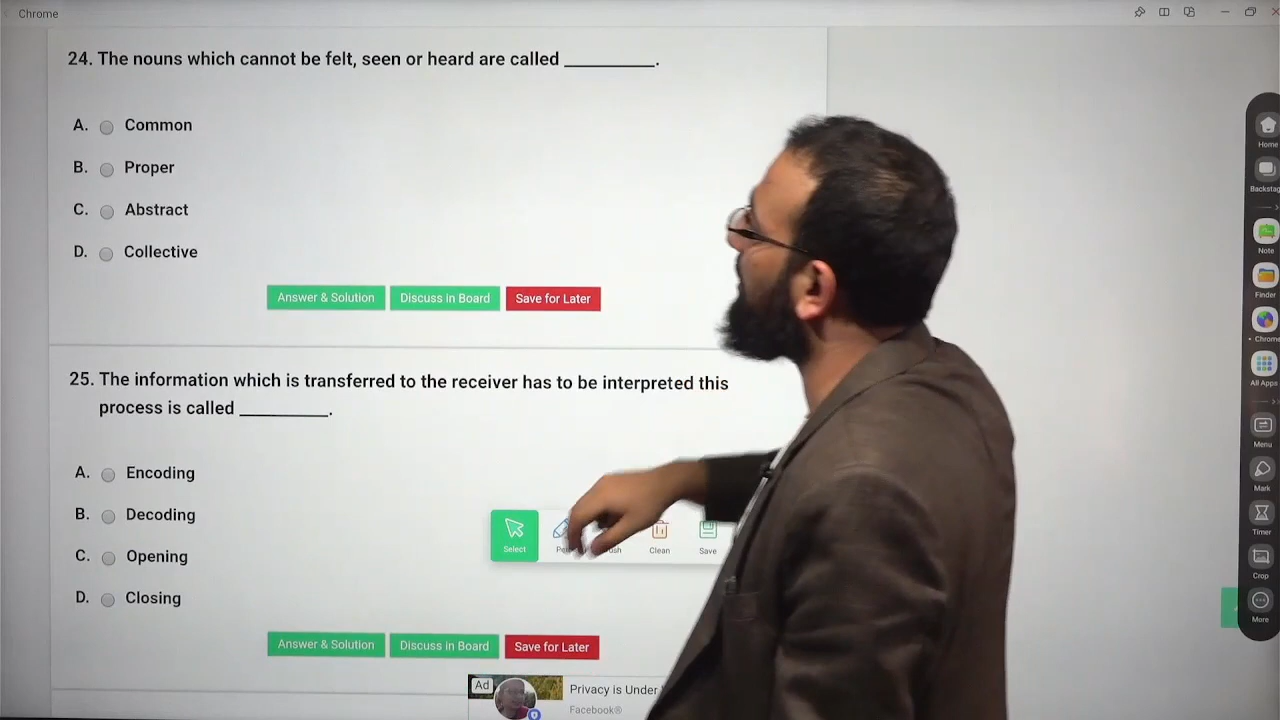 Chrome
24. The nouns which cannot be felt, seen or heard are called __________.
A. Common
B. Proper
C. Abstract
D. Collective
Answer & Solution
Discuss in Board
Save for Later
25. The information which is transferred to the receiver has to be interpreted this
process is called __________.
A. Encoding
B. Decoding
C. Opening
D. Closing
Answer & Solution
Discuss in Board
Save for Later
Select
Clean
Save
Ad
Privacy is Under
Facebook®
Home
Backstag
Note
Finder
Chrome
All Apps
Menu
Mark
Timer
Crop
More